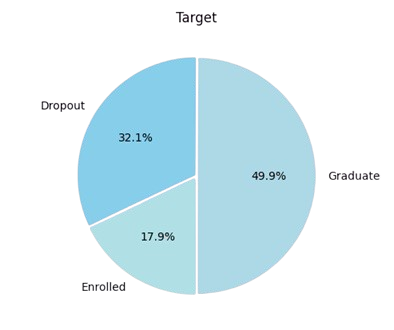 Target
Dropout
32.1%
49.9%
Graduate
17.9%
Enrolled